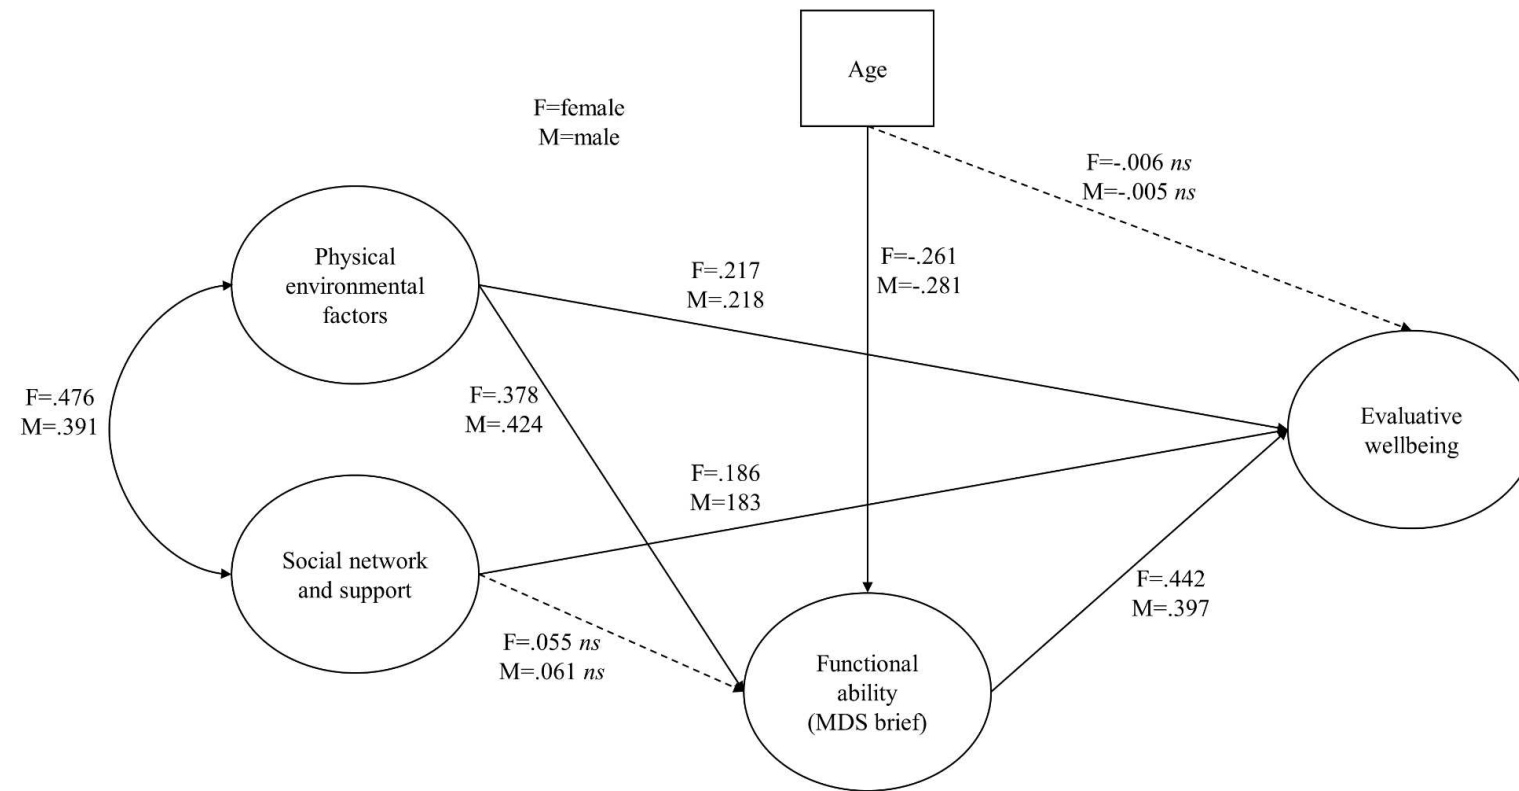 Age
F=female
M=male
F=-.006 ns
M=-.005 ns
Physical
environmental
factors
F=.217
M=.218
F=-.261
M=-.281
F=.476
M=.391
F=.378
M=.424
Evaluative
wellbeing
F=.186
M=183
Social network
and support
F=.442
M=.397
F=.055 ns
M=.061 ns
Functional
ability
(MDS brief)